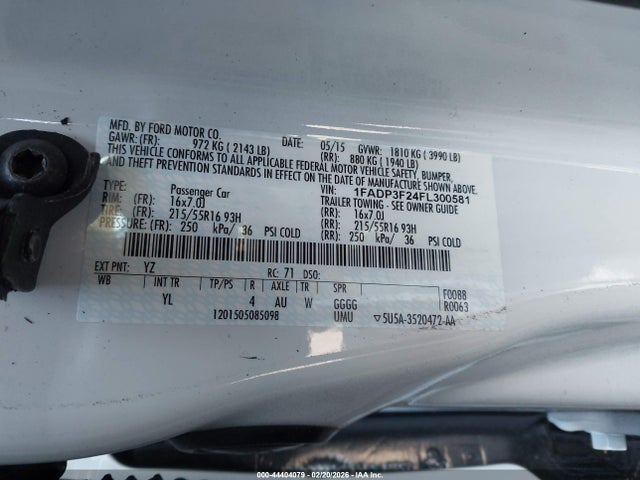 MFD. BY FORD MOTOR CO.
DATE: 05/15 GVWR: 1810 KG ( 3990 LB)
GAWR: (FR): 972 KG ( 2143 LB) (RR): 880 KG ( 1940 LB)
THIS VEHICLE CONFORMS TO ALL APPLICABLE FEDERAL MOTOR VEHICLE SAFETY, BUMPER,
AND THEFT PREVENTION STANDARDS IN EFFECT ON THE DATE OF MANUFACTURE SHOWN ABOVE.
VIN: 1FADP3F24FL300581
TYPE: Passenger Car TRAILER TOWING - SEE OWNER GUIDE
RIM: (FR): 16x7.0J (RR): 16x7.0J
TIRE: (FR): 215/55R16 93H (RR): 215/55R16 93H
PRESSURE: (FR): 250 kPa/ 36 PSI COLD (RR): 250 kPa/ 36 PSI COLD
EXT PNT: YZ RC: 71 DSO:
WB INT TR TP/PS R AXLE TR SPR F0088
YL 4 AU W GGGG R0063
1201505085098 UMU ▽5U5A-3520472-AA
000-44404079 02/20/2026 - COPART